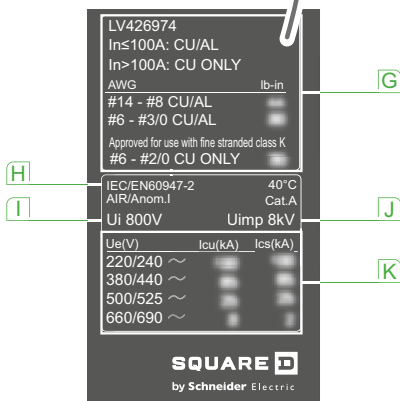 LV426974
In≤100A: CU/AL
In>100A: CU ONLY
AWG lb-in
#14 - #8 CU/AL
#6 - #3/0 CU/AL
Approved for use with fine stranded class K
#6 - #2/0 CU ONLY
G
H
IEC/EN60947-2 40°C
AIR/Anom.I Cat.A
I
Ui 800V Uimp 8kV
J
Ue(V) Icu(kA) Ics(kA)
220/240 ~
380/440 ~
K
500/525 ~
660/690 ~
SQUARE D
by Schneider Electric